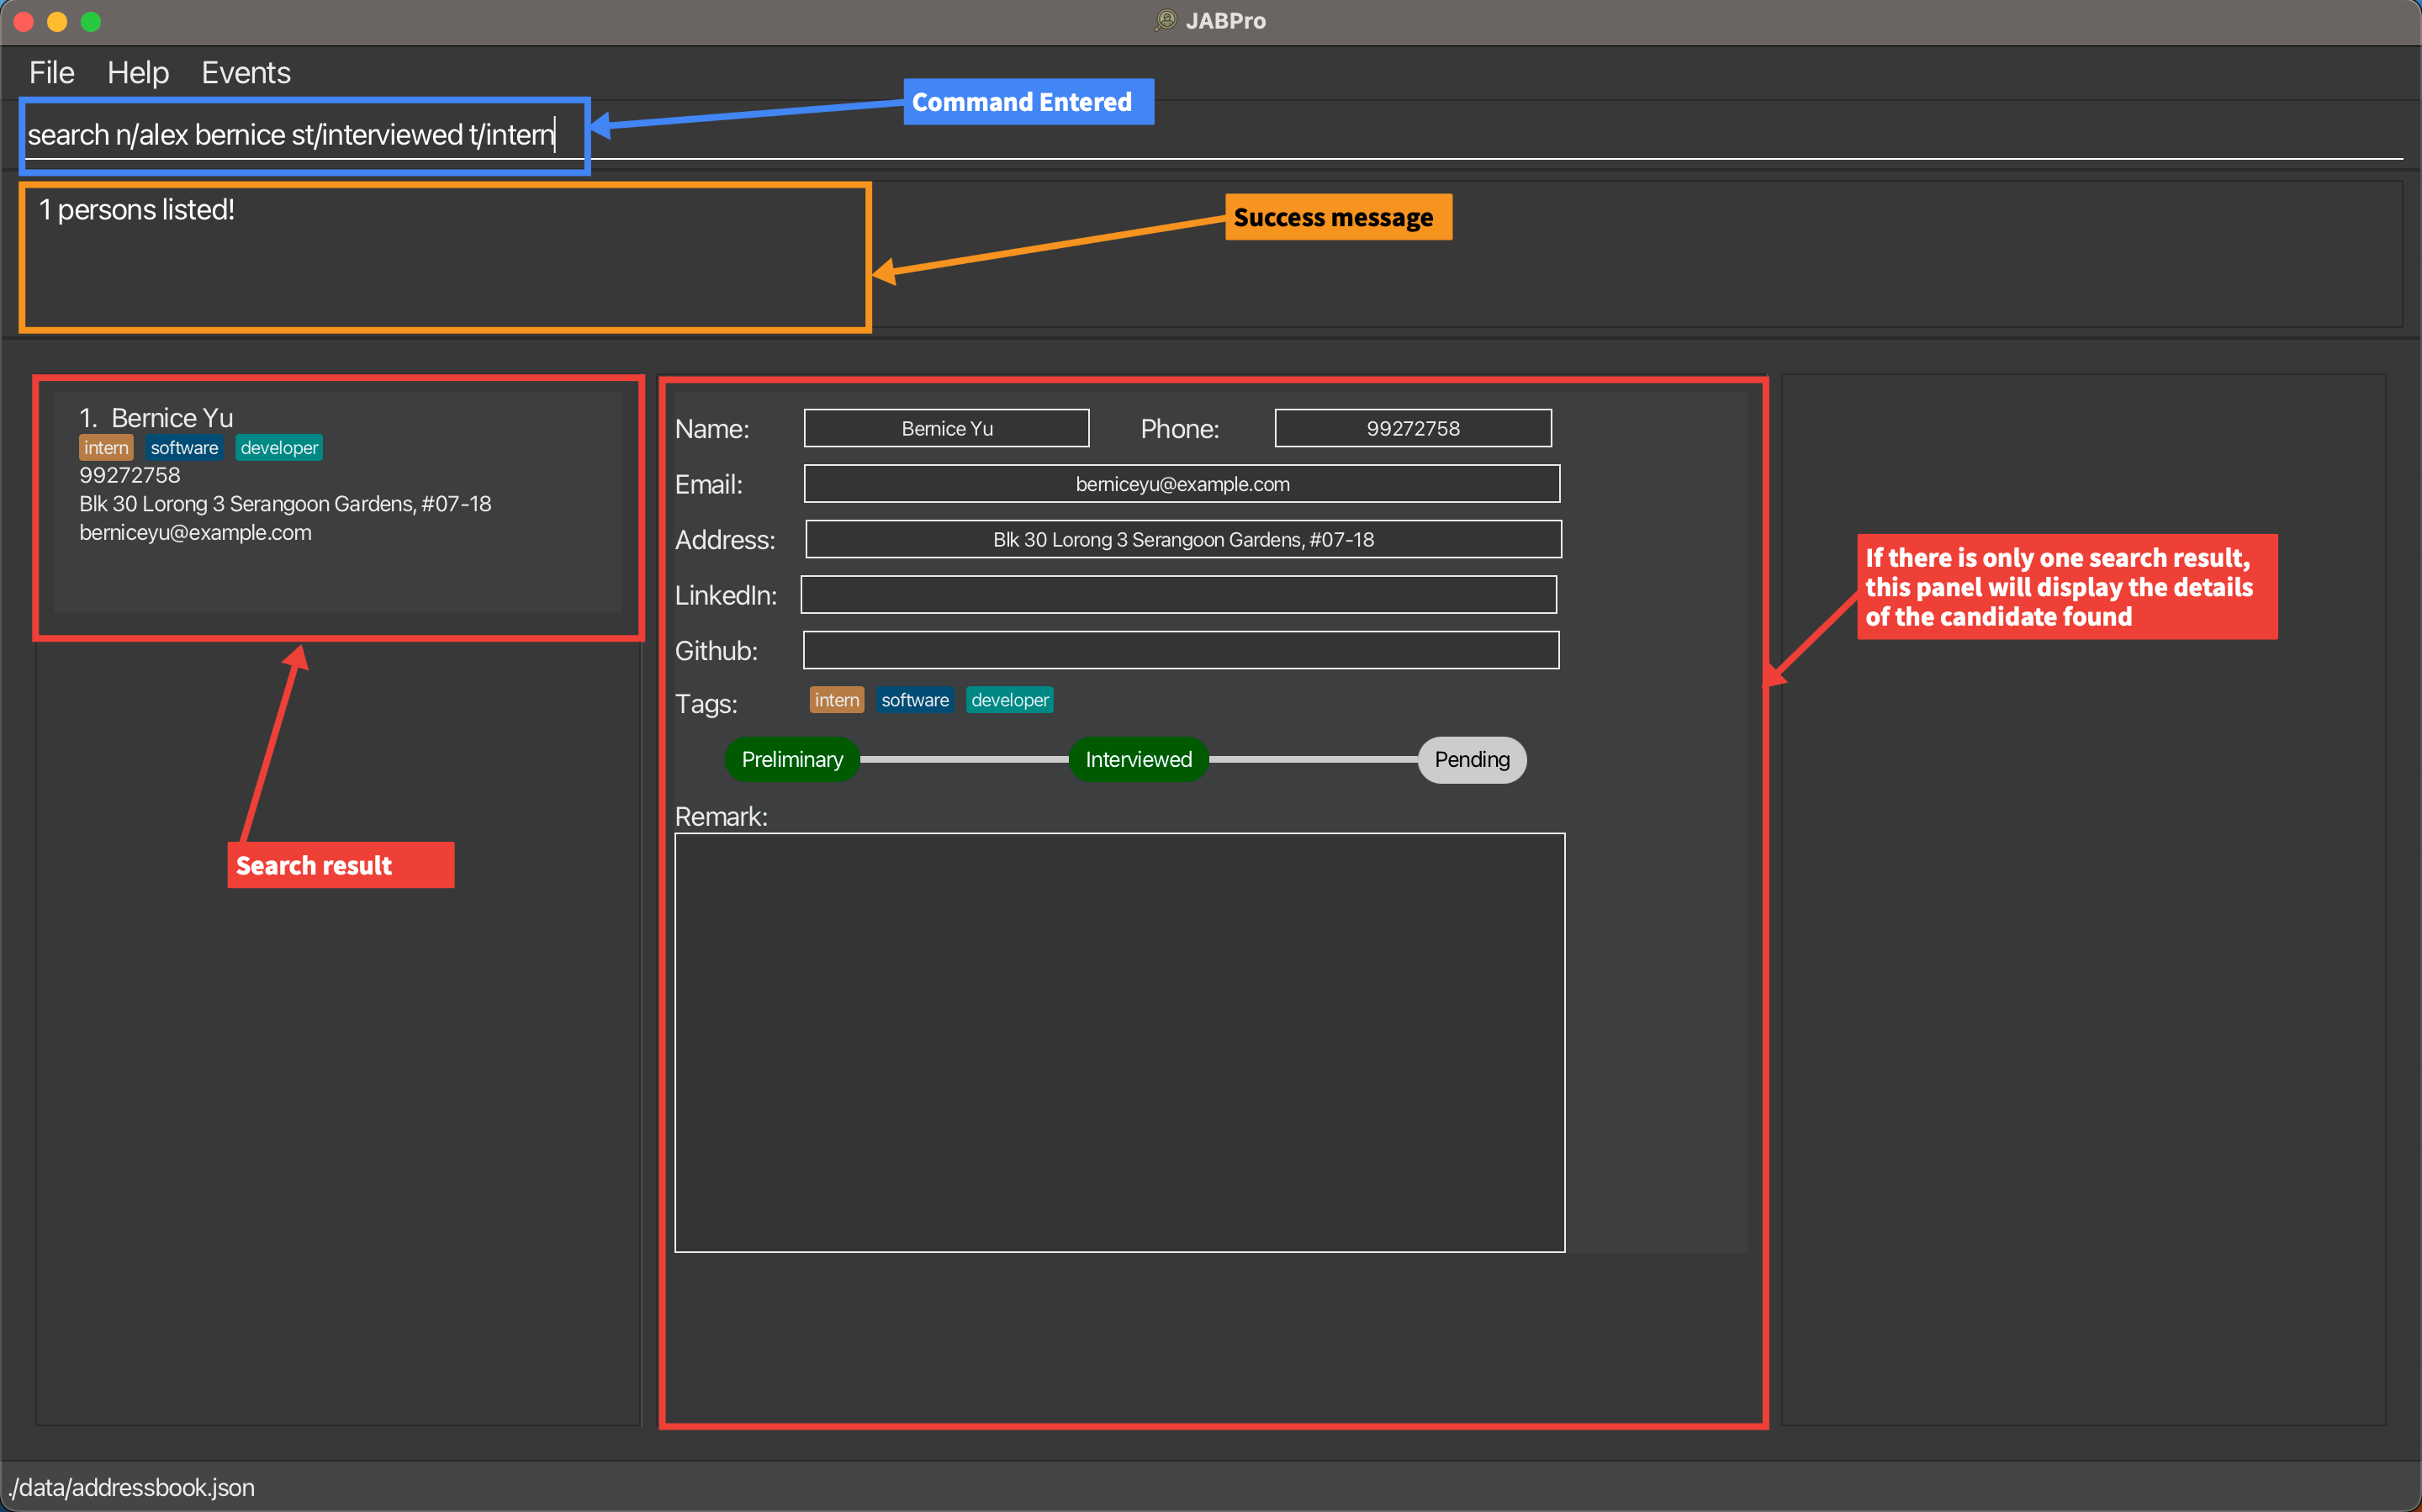 JABPro
File Help Events
Command Entered
search n/alex bernice st/interviewed t/intern
1 persons listed!
Success message
1. Bernice Yu
intern software developer
99272758
Blk 30 Lorong 3 Serangoon Gardens, #07-18
berniceyu@example.com
Search result
Name: Bernice Yu Phone: 99272758
Email: berniceyu@example.com
Address: Blk 30 Lorong 3 Serangoon Gardens, #07-18
LinkedIn:
Github:
Tags: intern software developer
Preliminary Interviewed Pending
Remark:
If there is only one search result,
this panel will display the details
of the candidate found
./data/addressbook.json